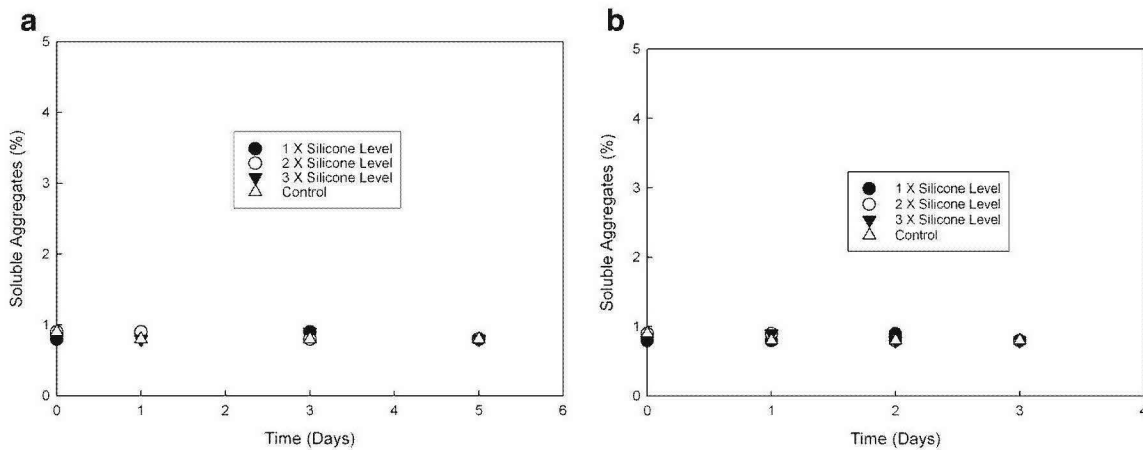 a
5
4
3
2
1
0
Soluble Aggregates (%)
1 X Silicone Level
2 X Silicone Level
3 X Silicone Level
Control
0 1 2 3 4 5 6
Time (Days)
b
5
4
3
2
1
0
Soluble Aggregates (%)
1 X Silicone Level
2 X Silicone Level
3 X Silicone Level
Control
0 1 2 3 4
Time (Days)